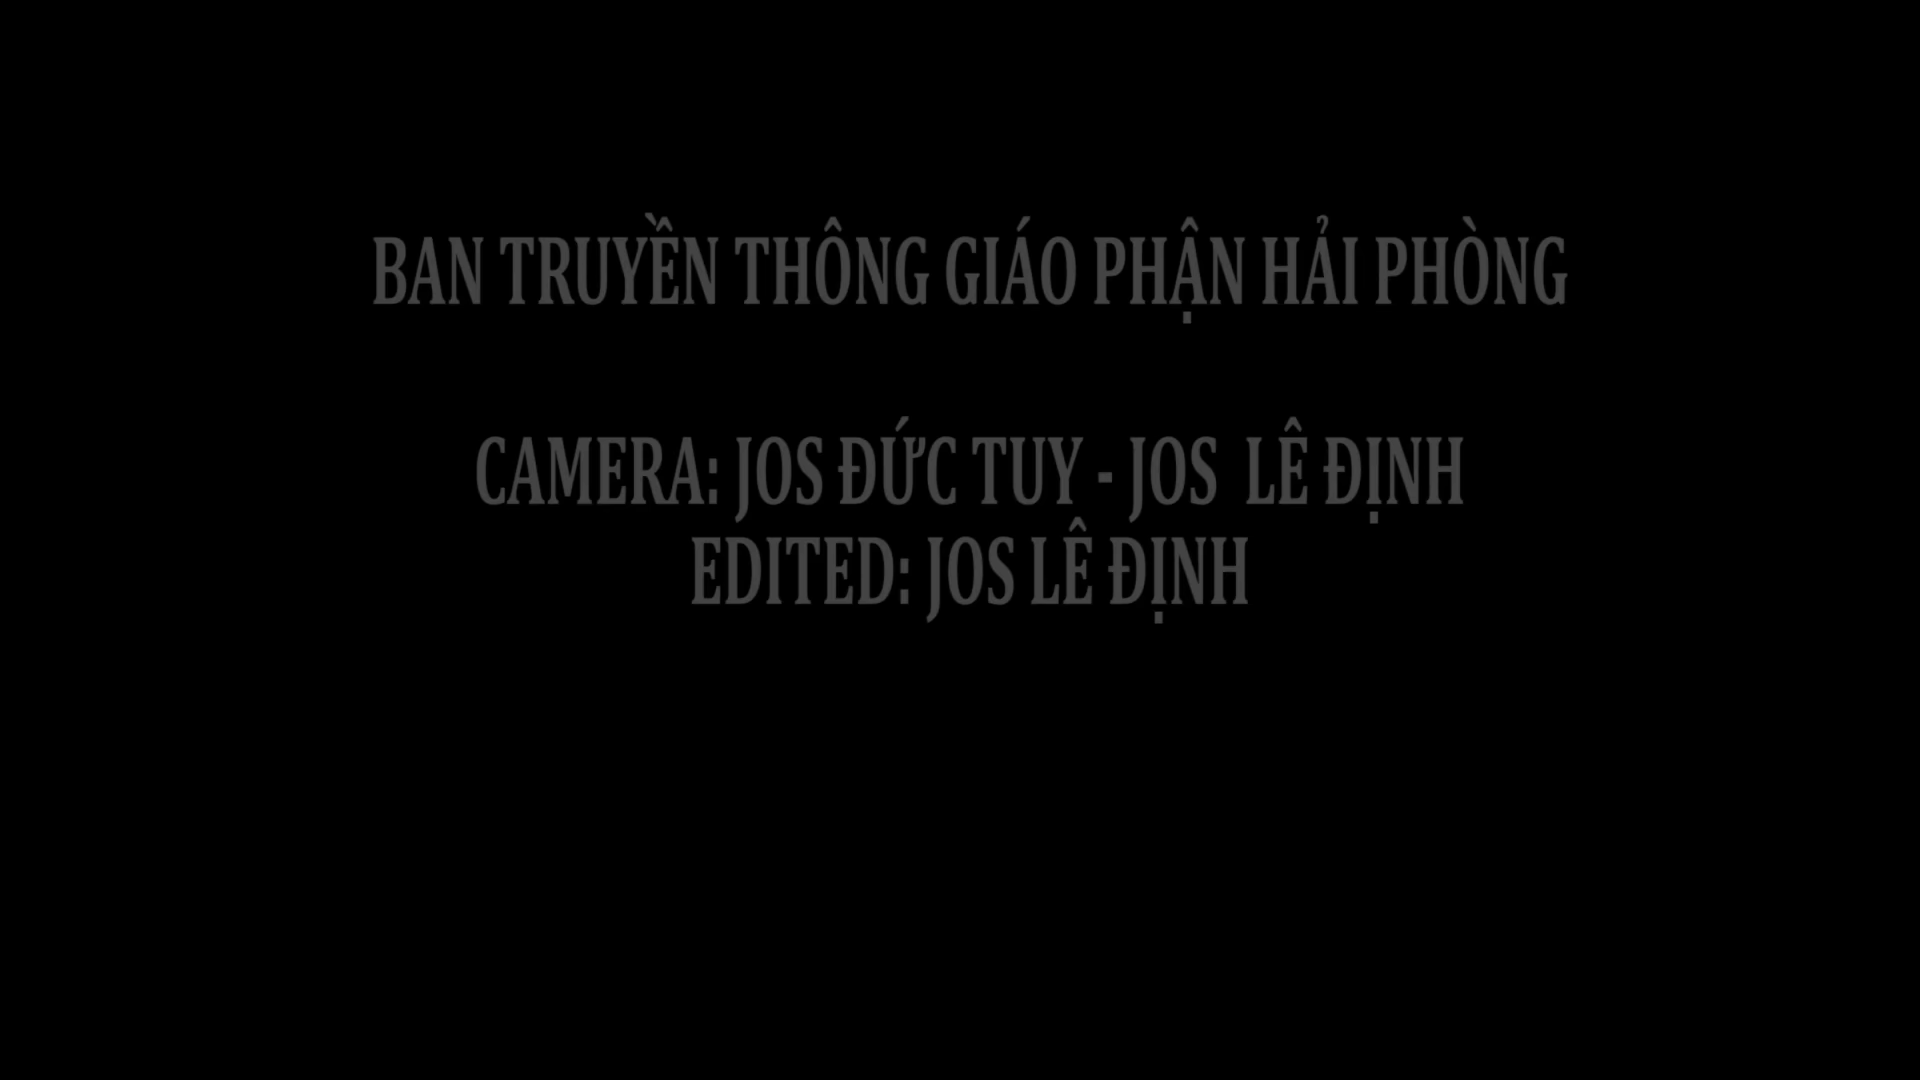 BAN TRUYỀN THÔNG GIÁO PHẬN HẢI PHÒNG
CAMERA: JOS ĐỨC TUY - JOS LÊ ĐỊNH
EDITED: JOS LÊ ĐỊNH